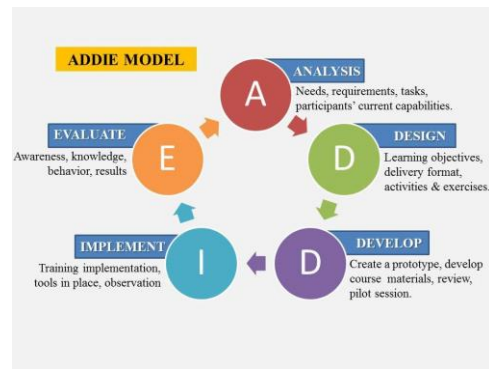 ADDIE MODEL
A
ANALYSIS
Needs, requirements, tasks,
participants' current capabilities.
D
DESIGN
Learning objectives,
delivery format,
activities & exercises.
D
DEVELOP
Create a prototype, develop
course materials, review,
pilot session.
I
IMPLEMENT
Training implementation,
tools in place, observation
E
EVALUATE
Awareness, knowledge,
behavior, results